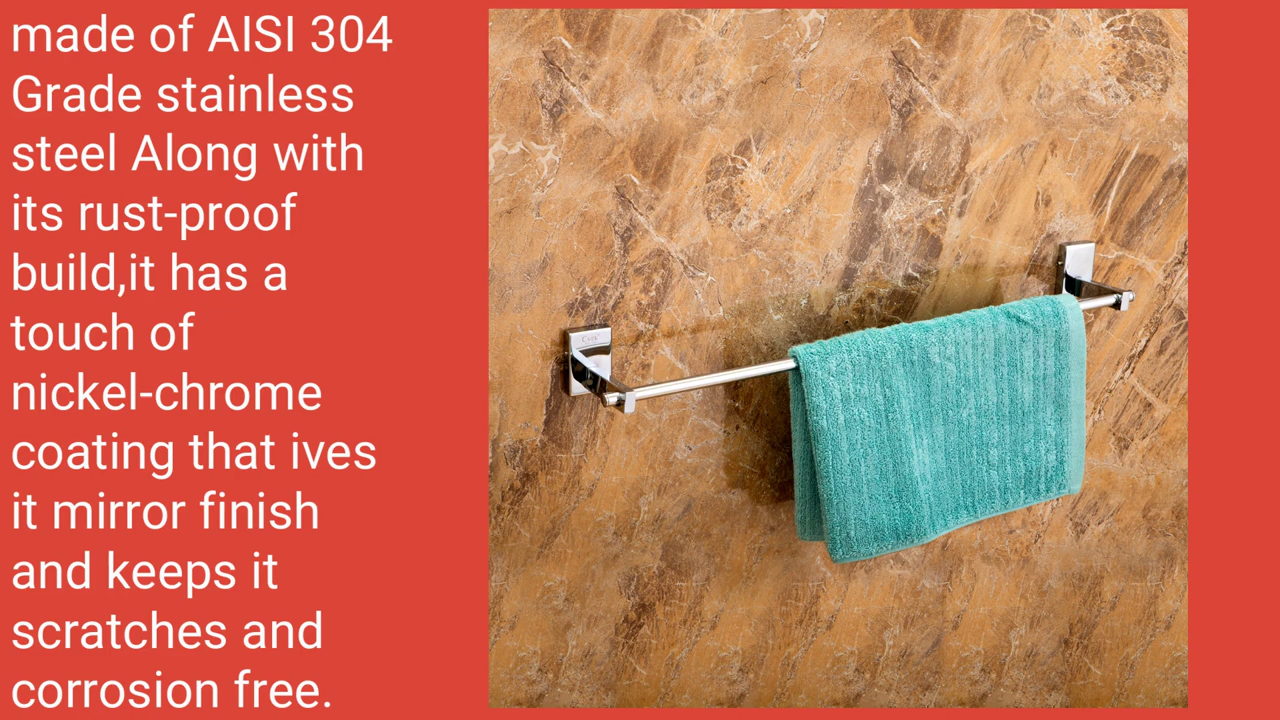 made of AISI 304
Grade stainless
steel Along with
its rust-proof
build,it has a
touch of
nickel-chrome
coating that ives
it mirror finish
and keeps it
scratches and
corrosion free.